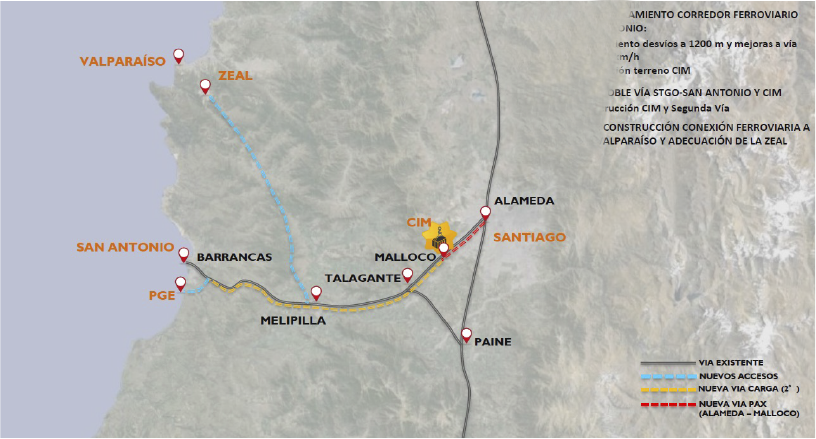 AMIENTO CORREDOR FERROVIARIO
ONIO:
ento desvíos a 1200 m y mejoras a vía
m/h
ón terreno CIM
OBLE VÍA STGO-SAN ANTONIO Y CIM
rucción CIM y Segunda Vía
CONSTRUCCIÓN CONEXIÓN FERROVIARIA A
ALPARAÍSO Y ADECUACIÓN DE LA ZEAL
VALPARAÍSO
ZEAL
ALAMEDA
CIM
SANTIAGO
SAN ANTONIO
BARRANCAS
MALLOCO
TALAGANTE
PGE
MELIPILLA
PAINE
VIA EXISTENTE
NUEVOS ACCESOS
NUEVA VIA CARGA (2° )
NUEVA VIA PAX
(ALAMEDA – MALLOCO)